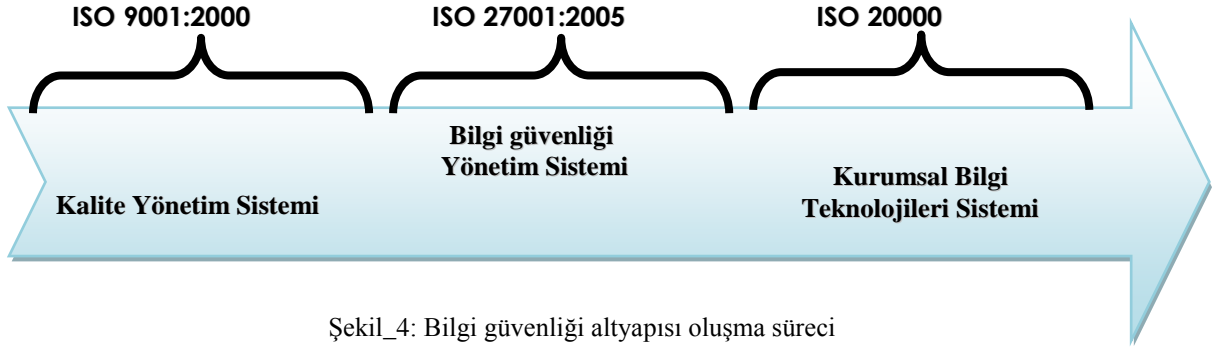 ISO 9001:2000 ISO 27001:2005 ISO 20000
Bilgi güvenliği
Yönetim Sistemi
Kalite Yönetim Sistemi
Kurumsal Bilgi
Teknolojileri Sistemi
Şekil_4: Bilgi güvenliği altyapısı oluşma süreci